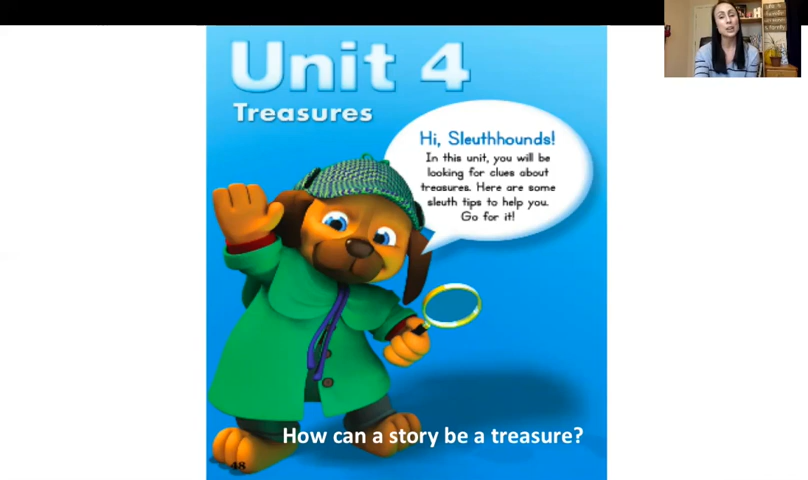 Unit 4
Treasures
Hi, Sleuthhounds!
In this unit, you will be
looking for clues about
treasures. Here are some
sleuth tips to help you.
Go for it!
How can a story be a treasure?
48